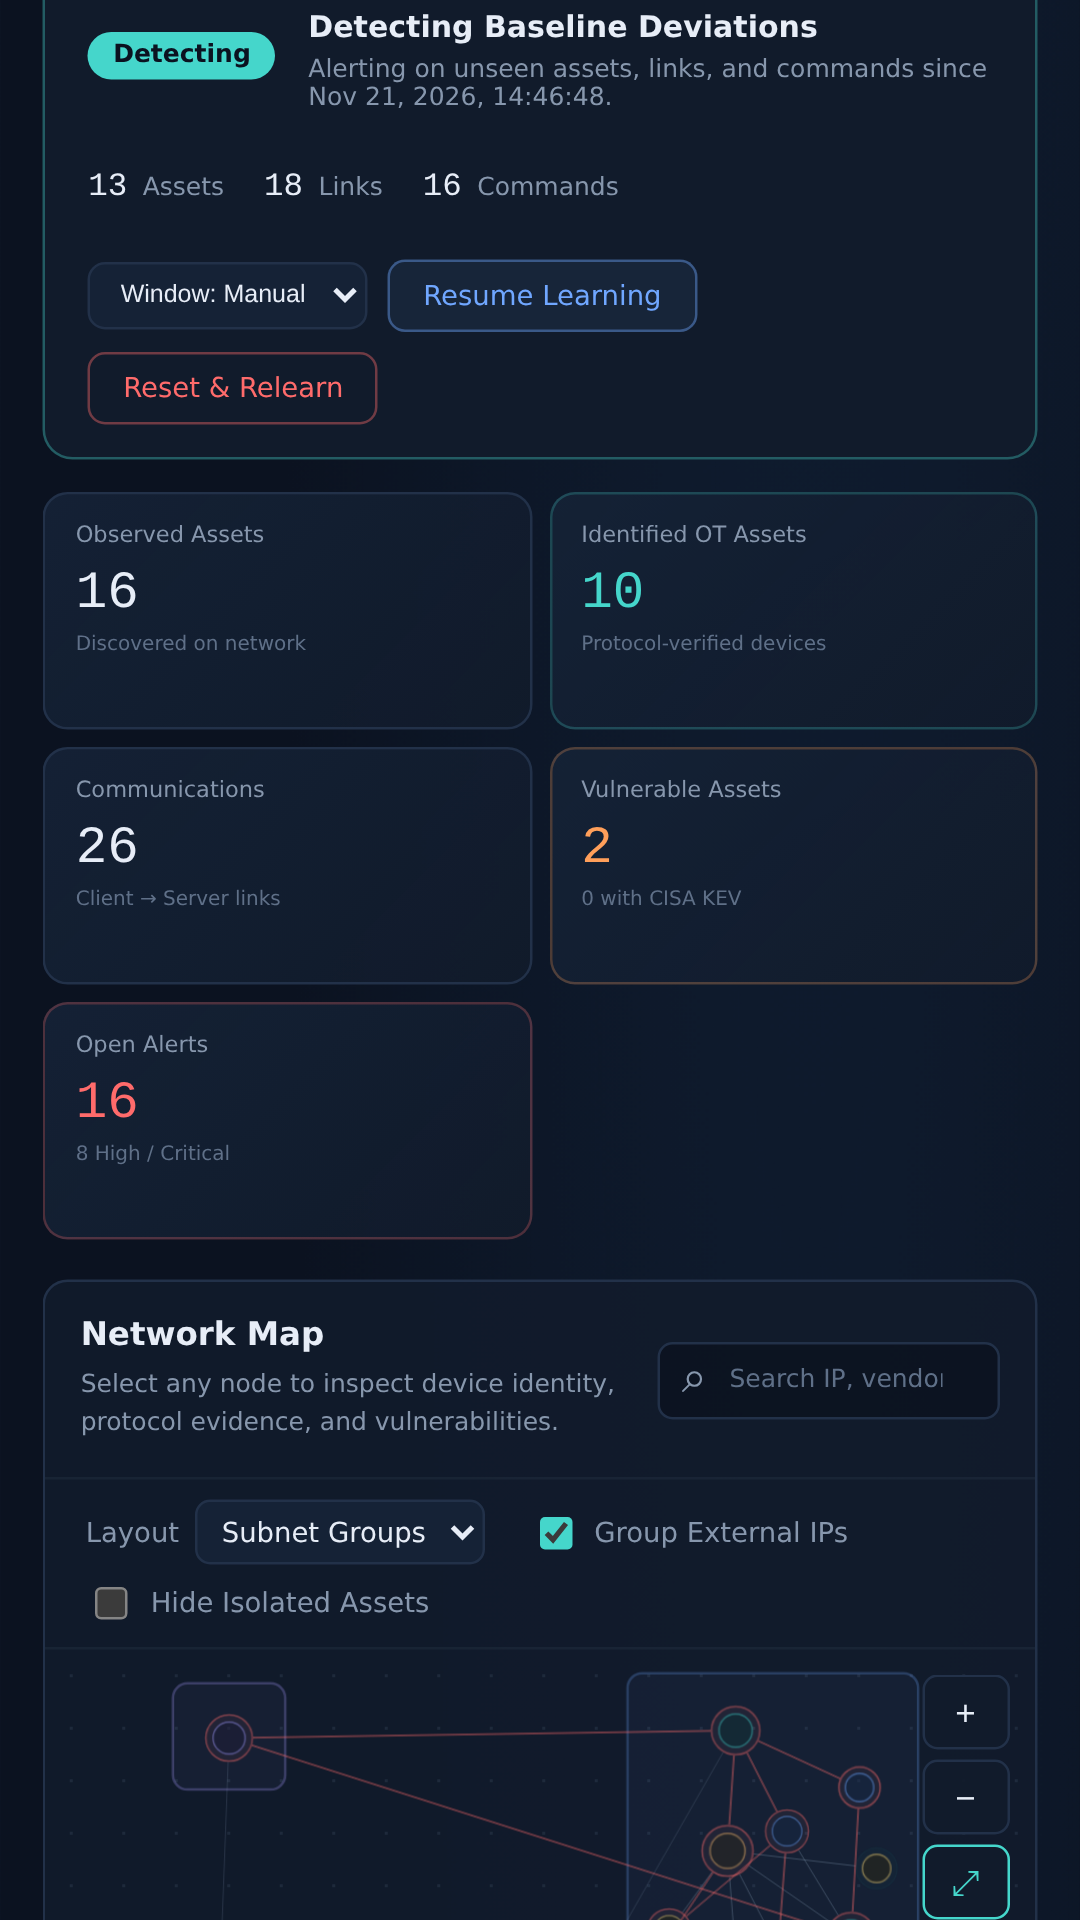 Detecting
Detecting Baseline Deviations
Alerting on unseen assets, links, and commands since
Nov 21, 2026, 14:46:48.
13 Assets 18 Links 16 Commands
Window: Manual
Resume Learning
Reset & Relearn
Observed Assets
16
Discovered on network
Identified OT Assets
10
Protocol-verified devices
Communications
26
Client → Server links
Vulnerable Assets
2
0 with CISA KEV
Open Alerts
16
8 High / Critical
Network Map
Select any node to inspect device identity,
protocol evidence, and vulnerabilities.
Search IP, vendor
Layout Subnet Groups
Group External IPs
Hide Isolated Assets
+
−